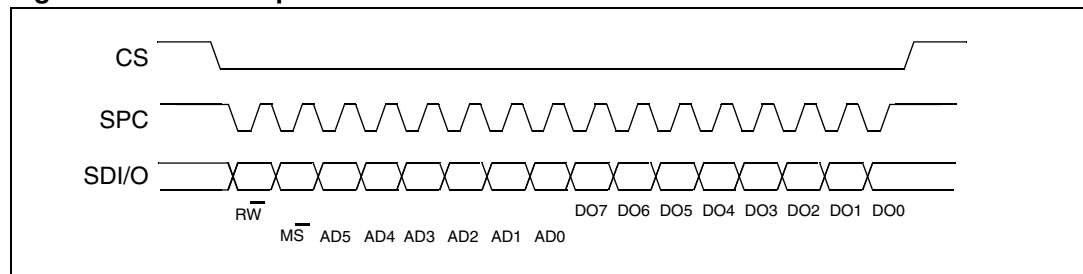 CS
SPC
SDI/O
RW̅
DO7 DO6 DO5 DO4 DO3 DO2 DO1 DO0
MS̅ AD5 AD4 AD3 AD2 AD1 AD0